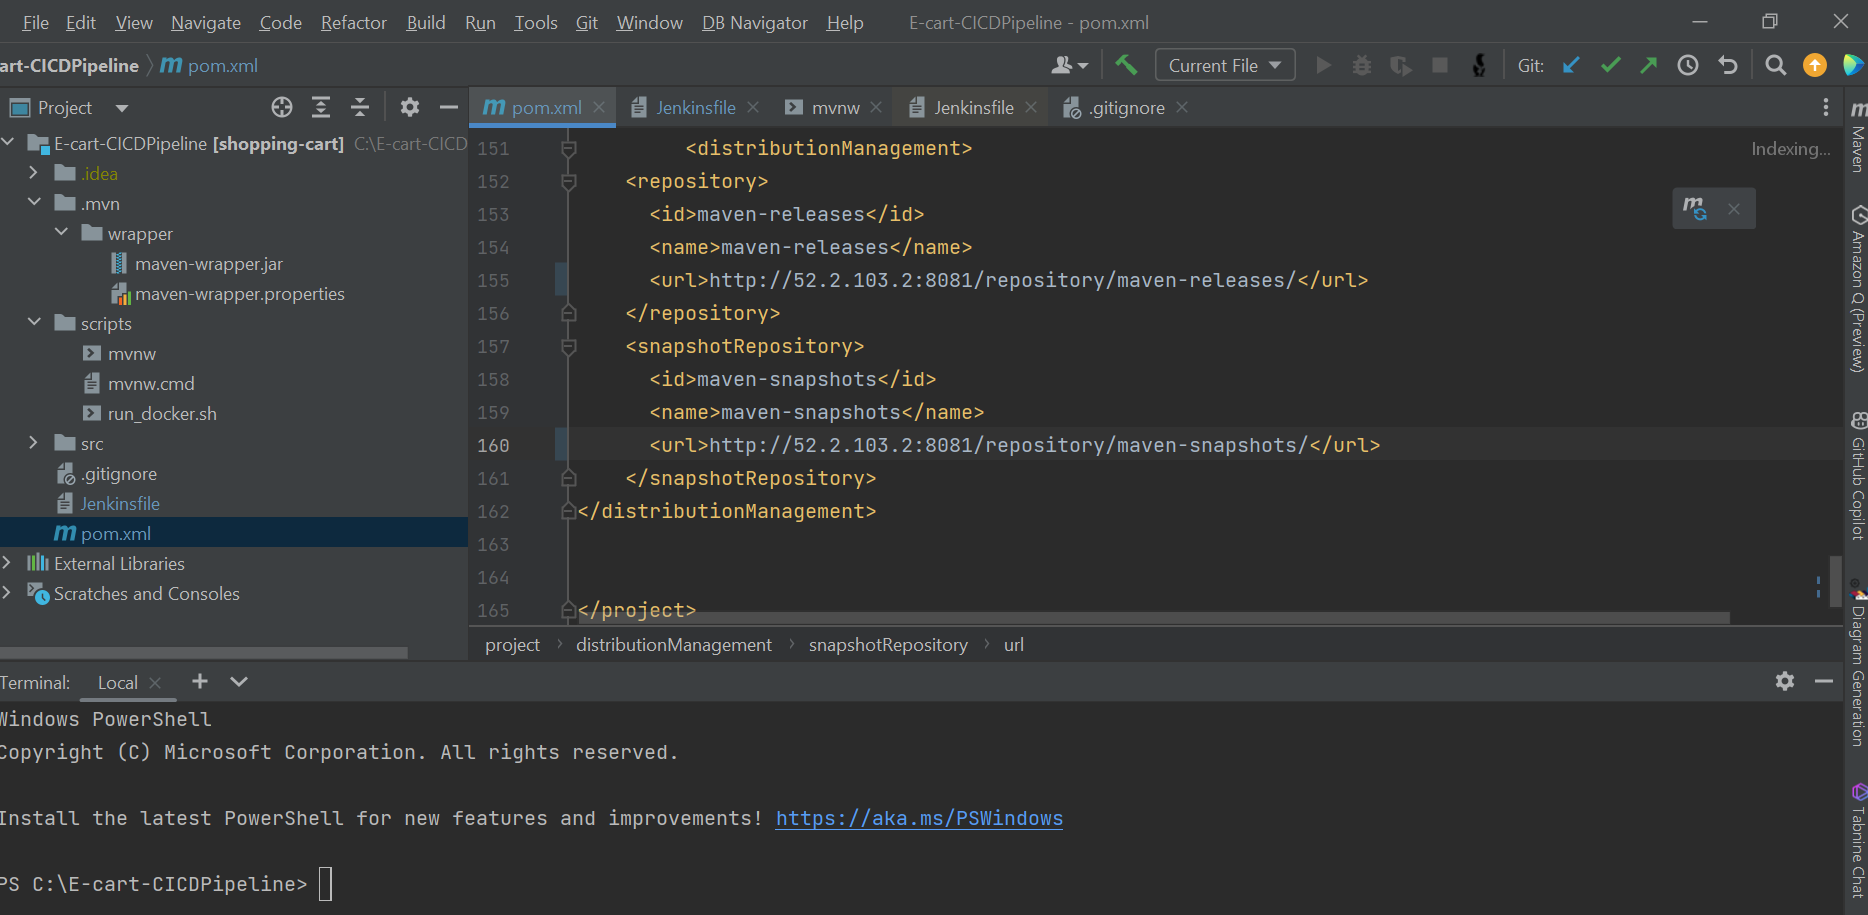 File Edit View Navigate Code Refactor Build Run Tools Git Window DB Navigator Help E-cart-CICDPipeline - pom.xml
art-CICDPipeline m pom.xml
Current File
Git:
Project
E-cart-CICDPipeline [shopping-cart] C:\E-cart-CICD
.idea
.mvn
wrapper
maven-wrapper.jar
maven-wrapper.properties
scripts
mvnw
mvnw.cmd
run_docker.sh
src
.gitignore
Jenkinsfile
m pom.xml
External Libraries
Scratches and Consoles
m pom.xml Jenkinsfile mvnw Jenkinsfile .gitignore
Indexing...
151 <distributionManagement>
152 <repository>
153 <id>maven-releases</id>
154 <name>maven-releases</name>
155 <url>http://52.2.103.2:8081/repository/maven-releases/</url>
156 </repository>
157 <snapshotRepository>
158 <id>maven-snapshots</id>
159 <name>maven-snapshots</name>
160 <url>http://52.2.103.2:8081/repository/maven-snapshots/</url>
161 </snapshotRepository>
162 </distributionManagement>
163
164
165 </project>
project distributionManagement snapshotRepository url
m
Maven
Amazon Q (Preview)
GitHub Copilot
Diagram Generation
Tabnine Chat
Terminal: Local
Windows PowerShell
Copyright (C) Microsoft Corporation. All rights reserved.
Install the latest PowerShell for new features and improvements! https://aka.ms/PSWindows
PS C:\E-cart-CICDPipeline>